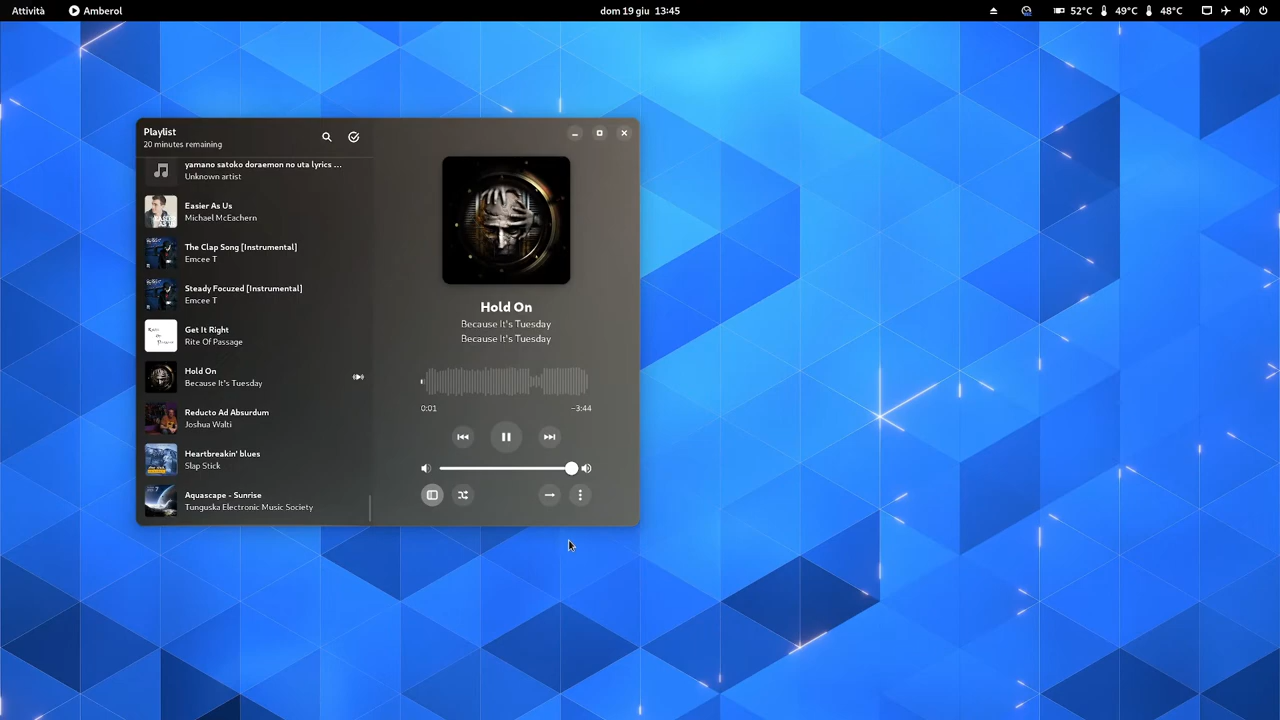 Attività
Amberol
dom 19 giu 13:45
52°C
49°C
48°C
Playlist
20 minutes remaining
yamano satoko doraemon no uta lyrics ...
Unknown artist
Easier As Us
Michael McEachern
The Clap Song [Instrumental]
Emcee T
Steady Focuzed [Instrumental]
Emcee T
Get It Right
Rite Of Passage
Hold On
Because It's Tuesday
Reducto Ad Absurdum
Joshua Walti
Heartbreakin' blues
Slap Stick
Aquascape - Sunrise
Tunguska Electronic Music Society
Hold On
Because It's Tuesday
Because It's Tuesday
0:01
−3:44